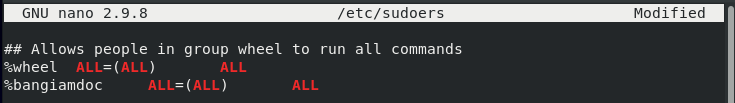 GNU nano 2.9.8 /etc/sudoers Modified
## Allows people in group wheel to run all commands
%wheel ALL=(ALL) ALL
%bangiamdoc ALL=(ALL) ALL